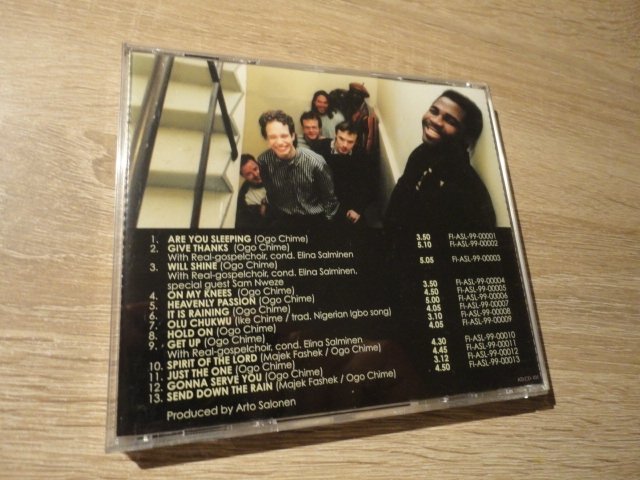 1. ARE YOU SLEEPING (Ogo Chime) 3.50 FI-ASL-99-00001
2. GIVE THANKS (Ogo Chime) 5.10 FI-ASL-99-00002
With Real-gospelchoir, cond. Elina Salminen
3. WILL SHINE (Ogo Chime) 5.05 FI-ASL-99-00003
With Real-gospelchoir, cond. Elina Salminen,
special guest Sam Nweze
4. ON MY KNEES (Ogo Chime) 3.50 FI-ASL-99-00004
5. HEAVENLY PASSION (Ogo Chime) 4.50 FI-ASL-99-00005
6. IT IS RAINING (Ogo Chime) 5.00 FI-ASL-99-00006
7. OLU CHUKWU (Ike Chime / trad. Nigerian Igbo song) 4.05 FI-ASL-99-00007
8. HOLD ON (Ogo Chime) 3.10 FI-ASL-99-00008
9. GET UP (Ogo Chime) 4.05 FI-ASL-99-00009
With Real-gospelchoir, cond. Elina Salminen
10. SPIRIT OF THE LORD (Majek Fashek / Ogo Chime) 4.30 FI-ASL-99-00010
11. JUST THE ONE (Ogo Chime) 4.45 FI-ASL-99-00011
12. GONNA SERVE YOU (Ogo Chime) 3.12 FI-ASL-99-00012
13. SEND DOWN THE RAIN (Majek Fashek / Ogo Chime) 4.50 FI-ASL-99-00013
Produced by Arto Salonen